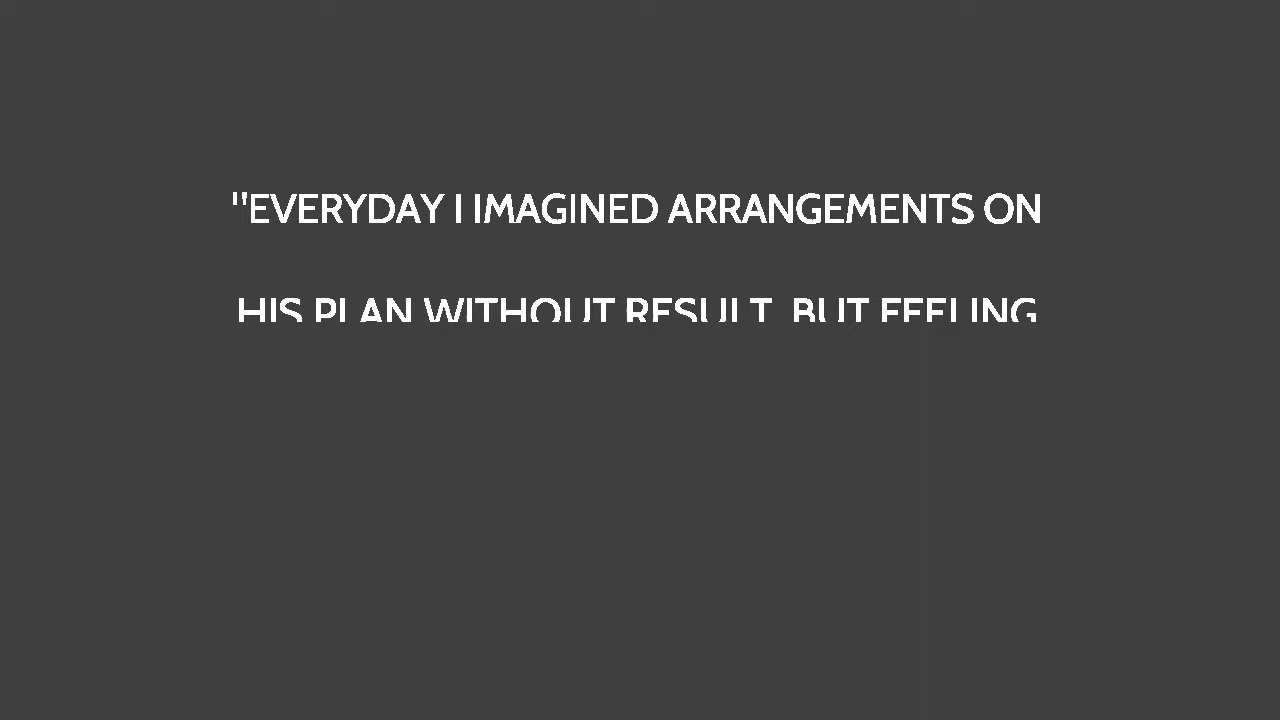 "EVERYDAY I IMAGINED ARRANGEMENTS ON
HIS PLAN WITHOUT RESULT, BUT FEELING